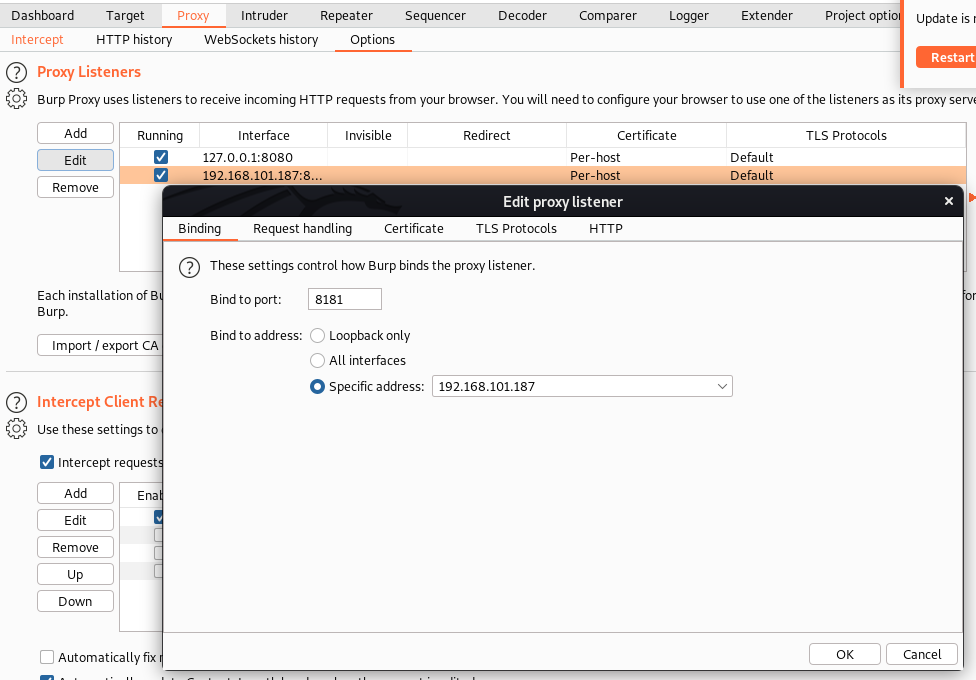 Dashboard Target Proxy Intruder Repeater Sequencer Decoder Comparer Logger Extender Project option
Update is r
Intercept HTTP history WebSockets history Options
Restart
Proxy Listeners
Burp Proxy uses listeners to receive incoming HTTP requests from your browser. You will need to configure your browser to use one of the listeners as its proxy serve
Add
Running Interface Invisible Redirect Certificate TLS Protocols
Edit
127.0.0.1:8080 Per-host Default
Remove
192.168.101.187:8... Per-host Default
Edit proxy listener
Binding Request handling Certificate TLS Protocols HTTP
These settings control how Burp binds the proxy listener.
Each installation of Bu
for
Burp.
Bind to port: 8181
Bind to address: Loopback only
Import / export CA
All interfaces
Specific address: 192.168.101.187
Intercept Client Re
Use these settings to
Intercept requests
Add
Enab
Edit
Remove
Up
Down
Automatically fix
OK Cancel